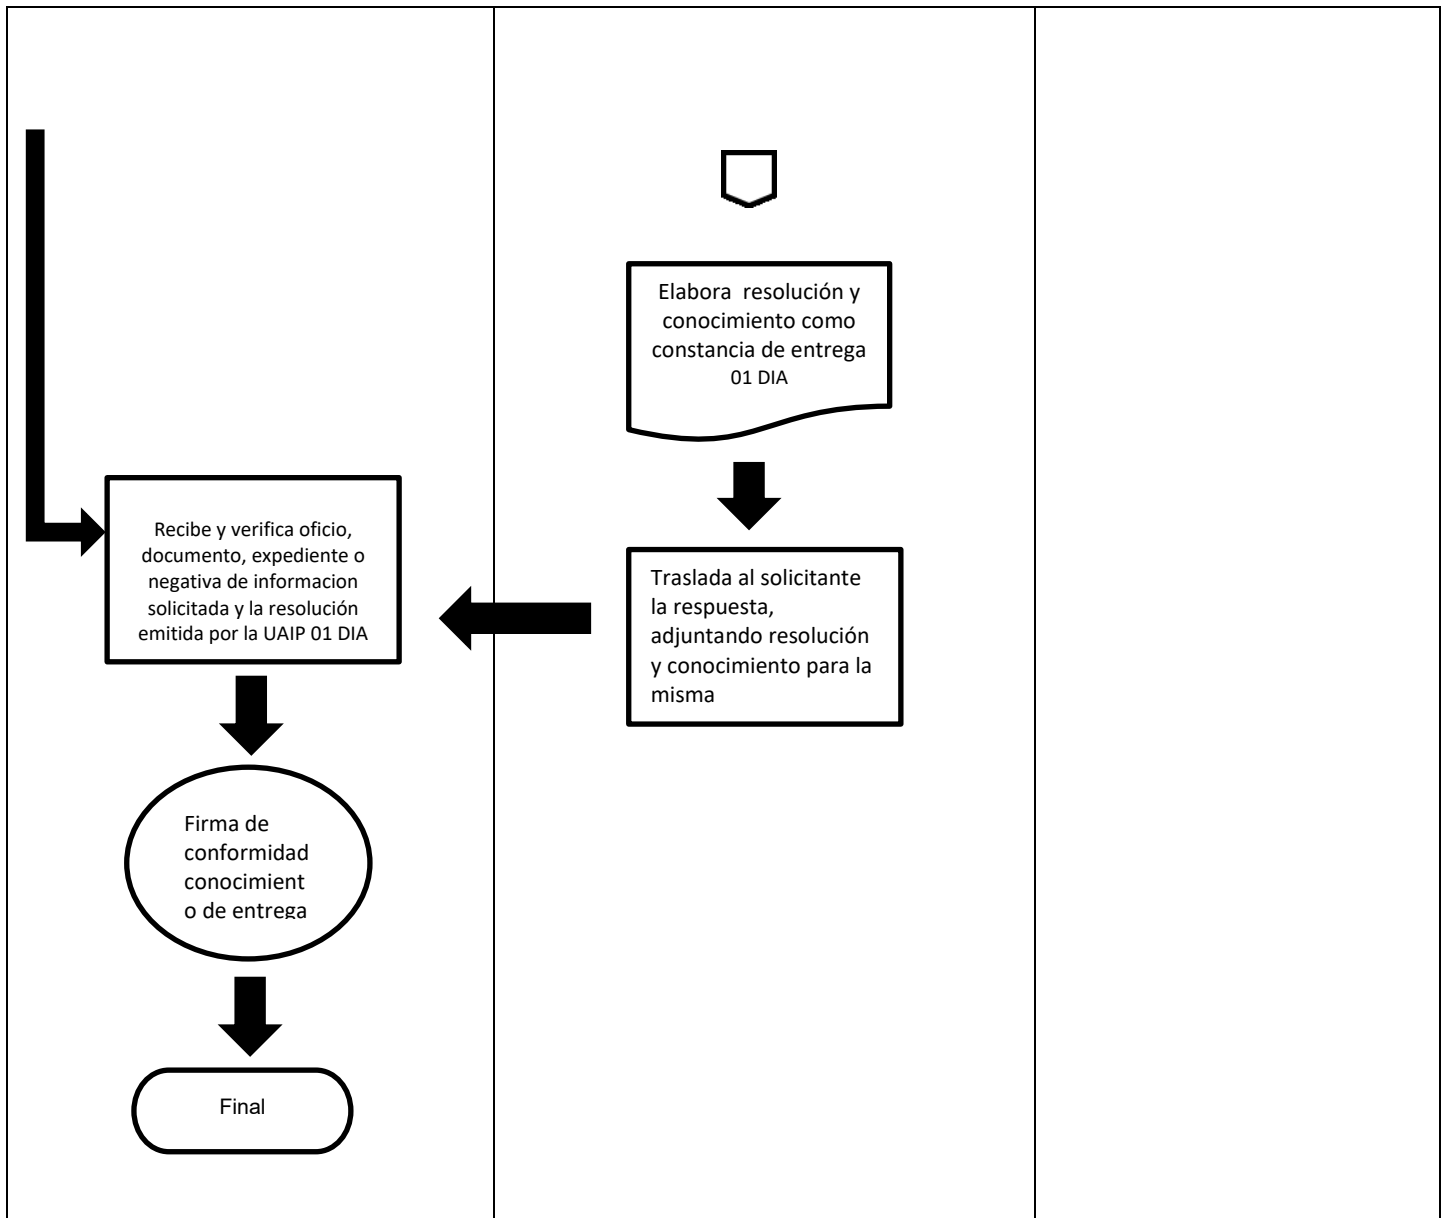 Elabora resolución y
conocimiento como
constancia de entrega
01 DIA
Traslada al solicitante
la respuesta,
adjuntando resolución
y conocimiento para la
misma
Recibe y verifica oficio,
documento, expediente o
negativa de informacion
solicitada y la resolución
emitida por la UAIP 01 DIA
Firma de
conformidad
conocimient
o de entrega
Final